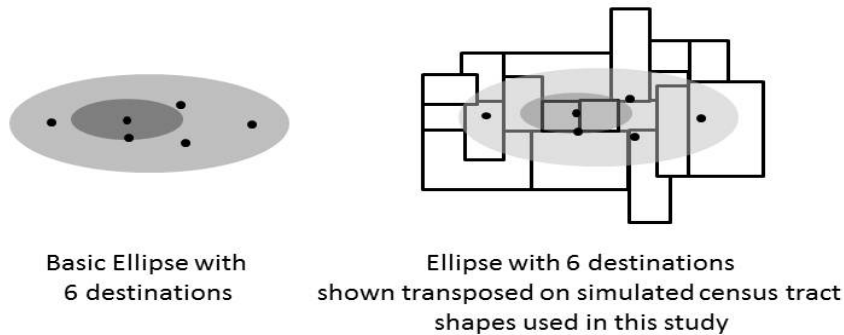 Basic Ellipse with
6 destinations
Ellipse with 6 destinations
shown transposed on simulated census tract
shapes used in this study